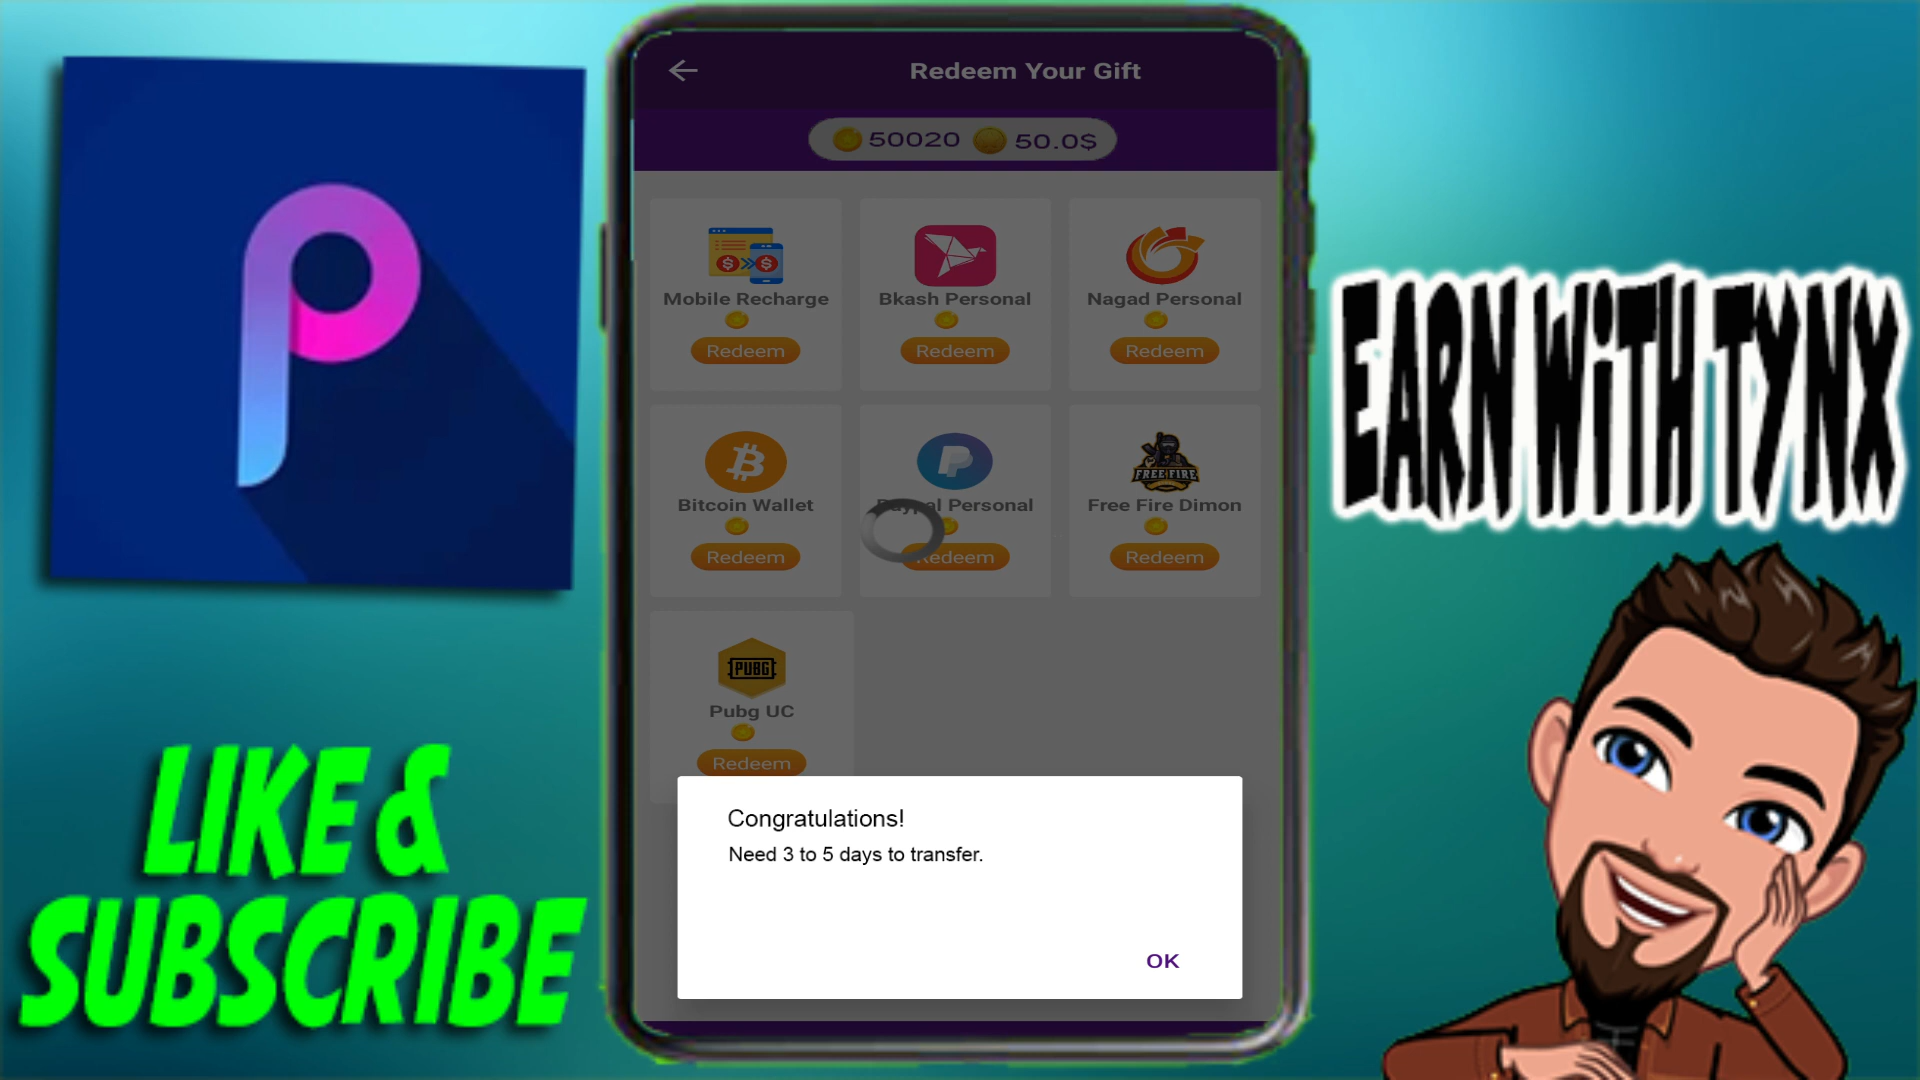 Redeem Your Gift
50020 50.0$
Mobile Recharge
Redeem
Bkash Personal
Redeem
Nagad Personal
Redeem
Bitcoin Wallet
Redeem
Paypal Personal
Redeem
FREE FIRE
Free Fire Dimon
Redeem
PUBG
Pubg UC
Redeem
Congratulations!
Need 3 to 5 days to transfer.
OK
LIKE &
SUBSCRIBE
EARN WiTH TYNX